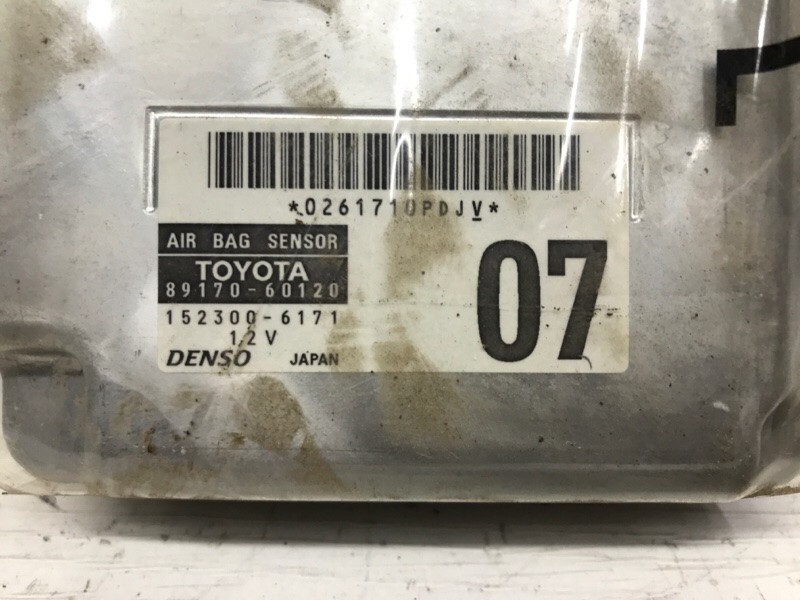 *0261710PDJV*
AIR BAG SENSOR
TOYOTA
89170-60120
152300-6171
12V
DENSO JAPAN
07